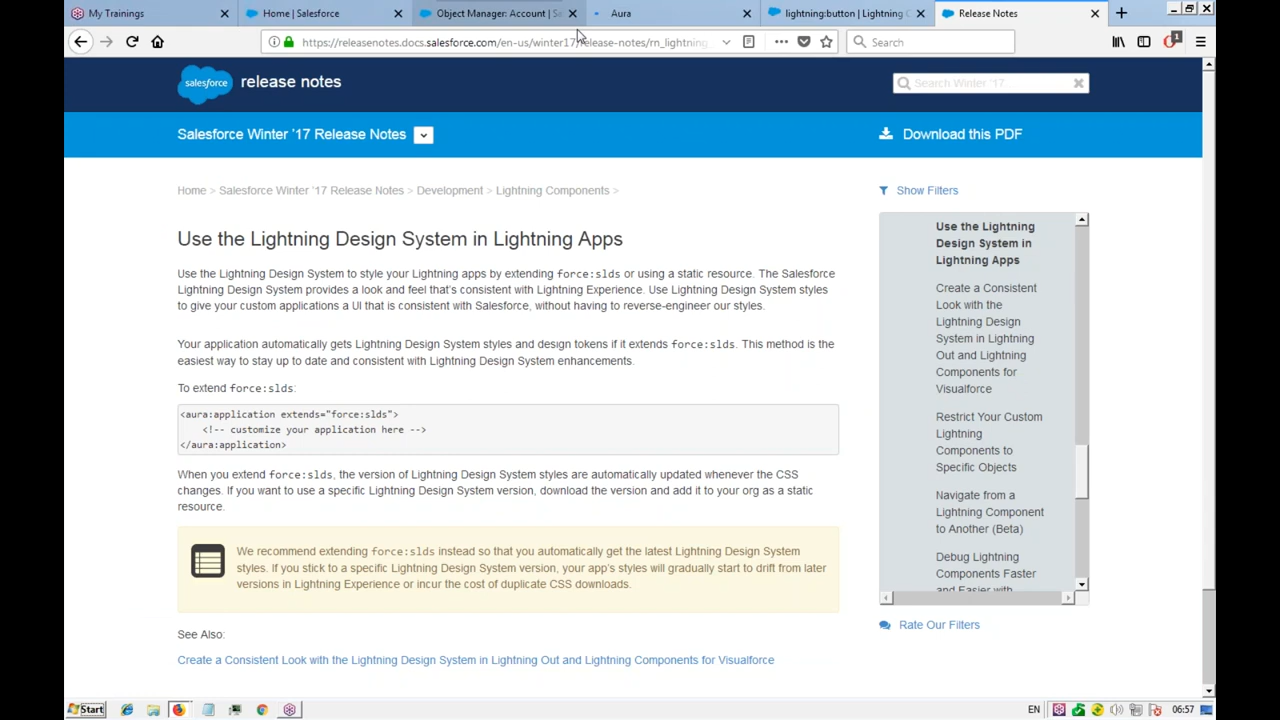 My Trainings
Home | Salesforce
Object Manager: Account | Sa
Aura
lightning:button | Lightning C
Release Notes
https://releasenotes.docs.salesforce.com/en-us/winter17/release-notes/rn_lightning
Search
1
salesforce
release notes
Search Winter '17
Salesforce Winter '17 Release Notes
Download this PDF
Home > Salesforce Winter '17 Release Notes > Development > Lightning Components >
Show Filters
Use the Lightning Design System in Lightning Apps
Use the Lightning Design System to style your Lightning apps by extending force:slds or using a static resource. The Salesforce
Lightning Design System provides a look and feel that's consistent with Lightning Experience. Use Lightning Design System styles
to give your custom applications a UI that is consistent with Salesforce, without having to reverse-engineer our styles.
Your application automatically gets Lightning Design System styles and design tokens if it extends force:slds. This method is the
easiest way to stay up to date and consistent with Lightning Design System enhancements.
To extend force:slds:
<aura:application extends="force:slds">
<!-- customize your application here -->
</aura:application>
When you extend force:slds, the version of Lightning Design System styles are automatically updated whenever the CSS
changes. If you want to use a specific Lightning Design System version, download the version and add it to your org as a static
resource.
We recommend extending force:slds instead so that you automatically get the latest Lightning Design System
styles. If you stick to a specific Lightning Design System version, your app's styles will gradually start to drift from later
versions in Lightning Experience or incur the cost of duplicate CSS downloads.
See Also:
Create a Consistent Look with the Lightning Design System in Lightning Out and Lightning Components for Visualforce
Use the Lightning
Design System in
Lightning Apps
Create a Consistent
Look with the
Lightning Design
System in Lightning
Out and Lightning
Components for
Visualforce
Restrict Your Custom
Lightning
Components to
Specific Objects
Navigate from a
Lightning Component
to Another (Beta)
Debug Lightning
Components Faster
and Easier with
Rate Our Filters
Start
EN
06:57